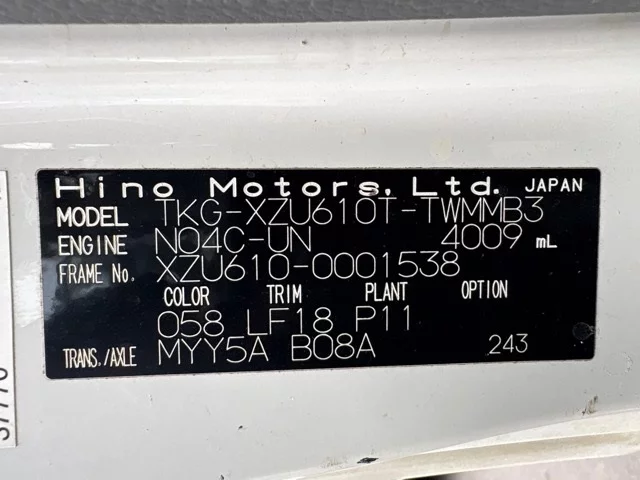 Hino Motors, Ltd. JAPAN
MODEL TKG-XZU610T-TWMMB3
ENGINE N04C-UN 4009 mL
FRAME No. XZU610-0001538
COLOR TRIM PLANT OPTION
058 LF18 P11
TRANS./AXLE MYY5A B08A 243